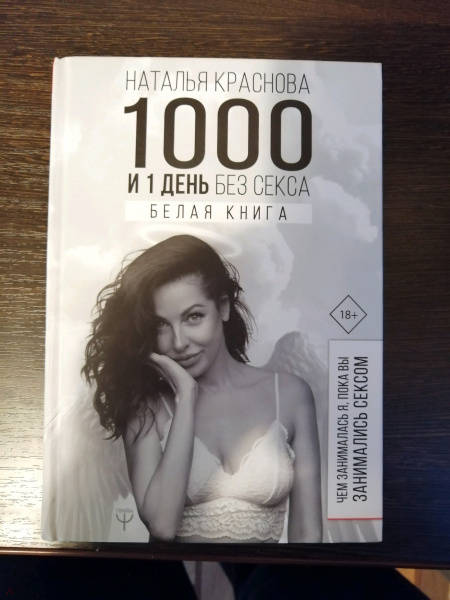 НАТАЛЬЯ КРАСНОВА
1000
И 1 ДЕНЬ БЕЗ СЕКСА
БЕЛАЯ КНИГА
18+
ЧЕМ ЗАНИМАЛАСЬ Я, ПОКА ВЫ
ЗАНИМАЛИСЬ СЕКСОМ